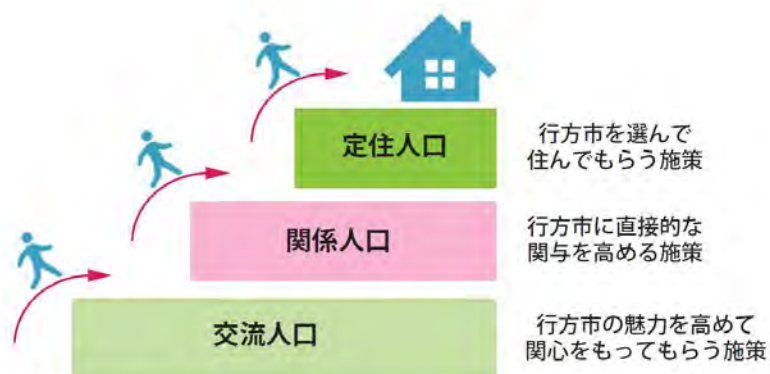 定住人口
行方市を選んで
住んでもらう施策
関係人口
行方市に直接的な
関与を高める施策
交流人口
行方市の魅力を高めて
関心をもってもらう施策